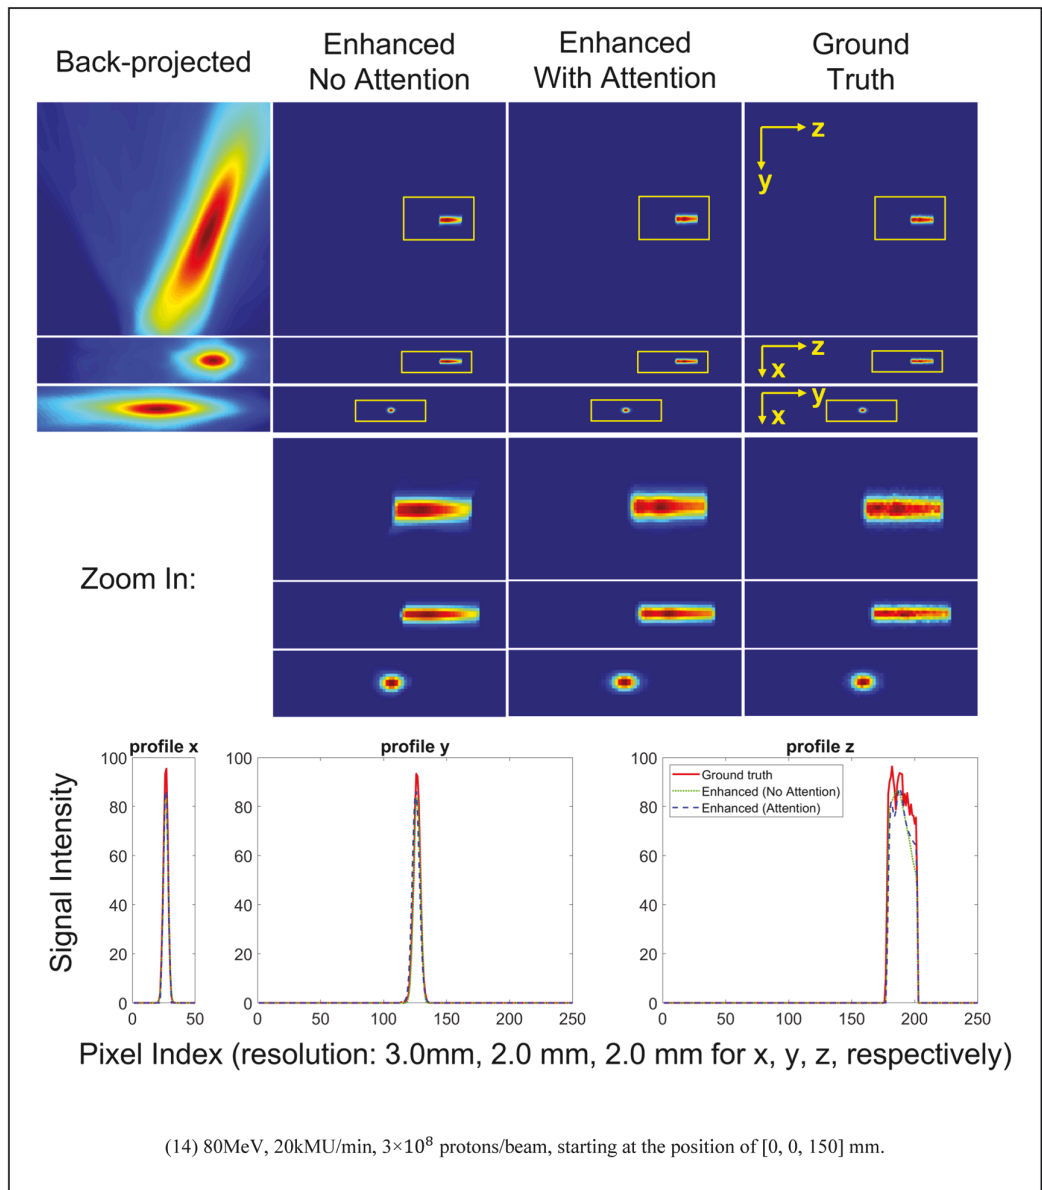 Back-projected
Enhanced
No Attention
Enhanced
With Attention
Ground
Truth
z
y
z
x
y
x
Zoom In:
profile x
profile y
profile z
Signal Intensity
100
80
60
40
20
0
0
50
100
80
60
40
20
0
0
50
100
150
200
250
100
80
60
40
20
0
0
50
100
150
200
250
Ground truth
Enhanced (No Attention)
Enhanced (Attention)
Pixel Index (resolution: 3.0mm, 2.0 mm, 2.0 mm for x, y, z, respectively)
(14) 80MeV, 20kMU/min, 3×10⁸ protons/beam, starting at the position of [0, 0, 150] mm.